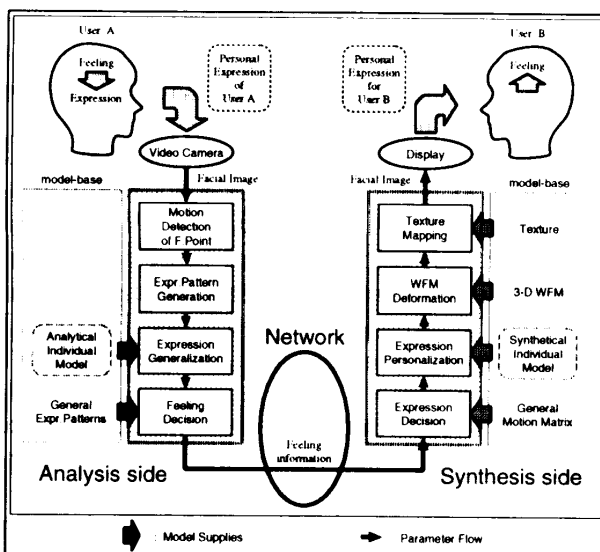 User A
Feeling
Expression
Personal
Expression
of
User A
Personal
Expression
for
User B
User B
Feeling
Video Camera
Display
model-base
Facial Image
Facial Image
model-base
Motion
Detection
of F Point
Texture
Mapping
Texture
Expr Pattern
Generation
WFM
Deformation
3-D WFM
Analytical
Individual
Model
Expression
Generalization
Network
Expression
Personalization
Synthetical
Individual
Model
General
Expr Patterns
Feeling
Decision
Expression
Decision
General
Motion Matrix
Feeling
information
Analysis side
Synthesis side
: Model Supplies
: Parameter Flow